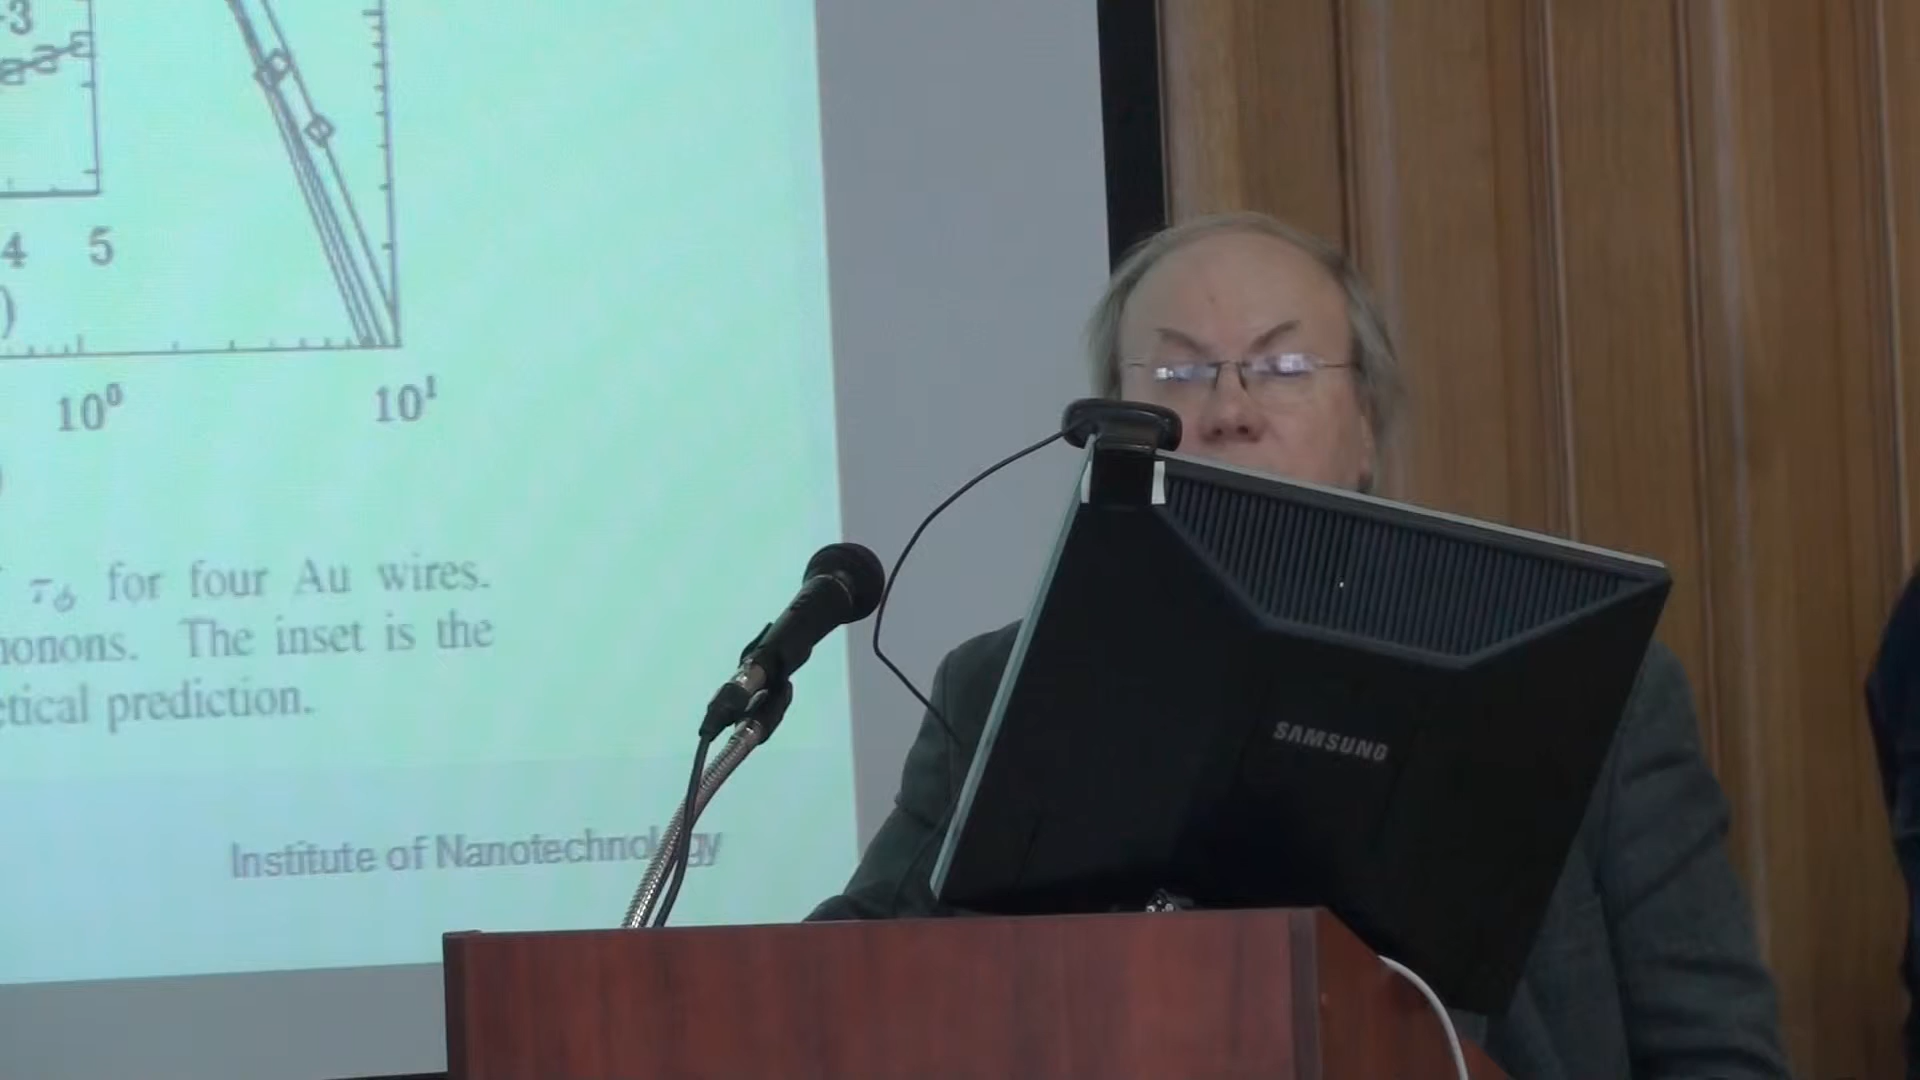 3
4 5
)
10⁰ 10¹
τ𝜙 for four Au wires.
honons. The inset is the
etical prediction.
Institute of Nanotechnology
SAMSUNG